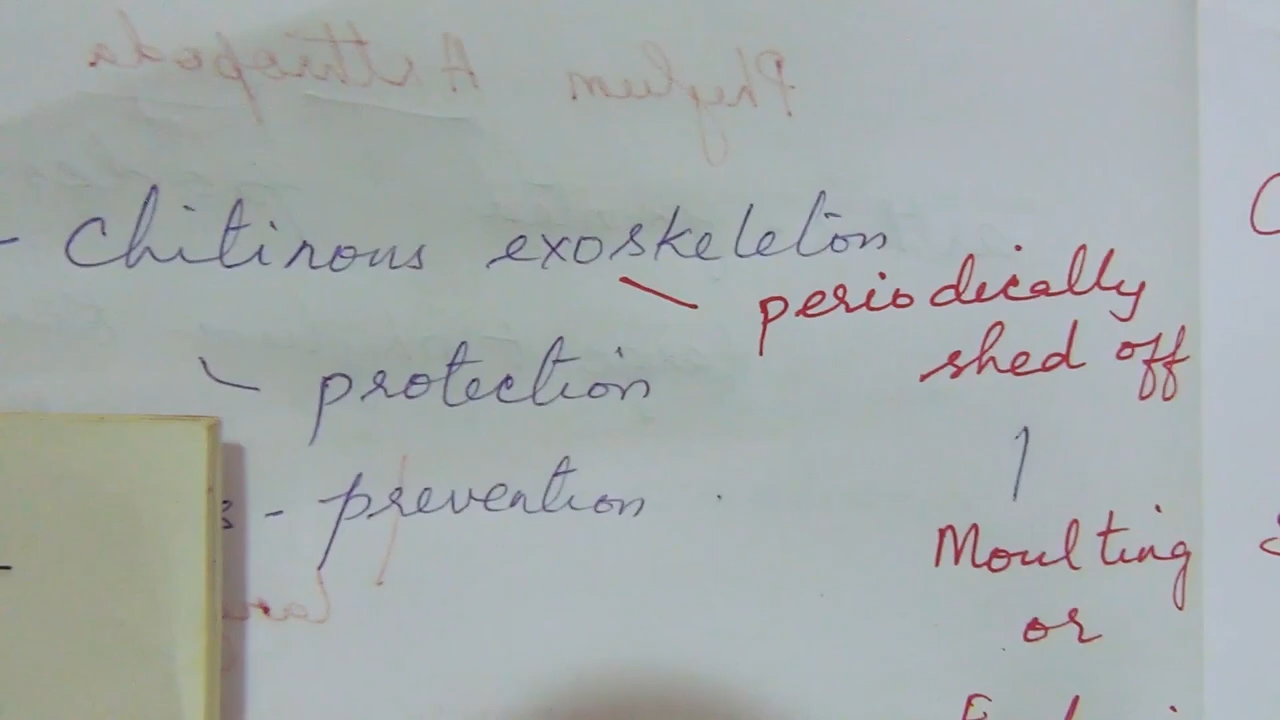 Phylum Arthropoda
- Chitinous exoskeleton
periodically
shed off
- protection
- prevention
Moulting
or